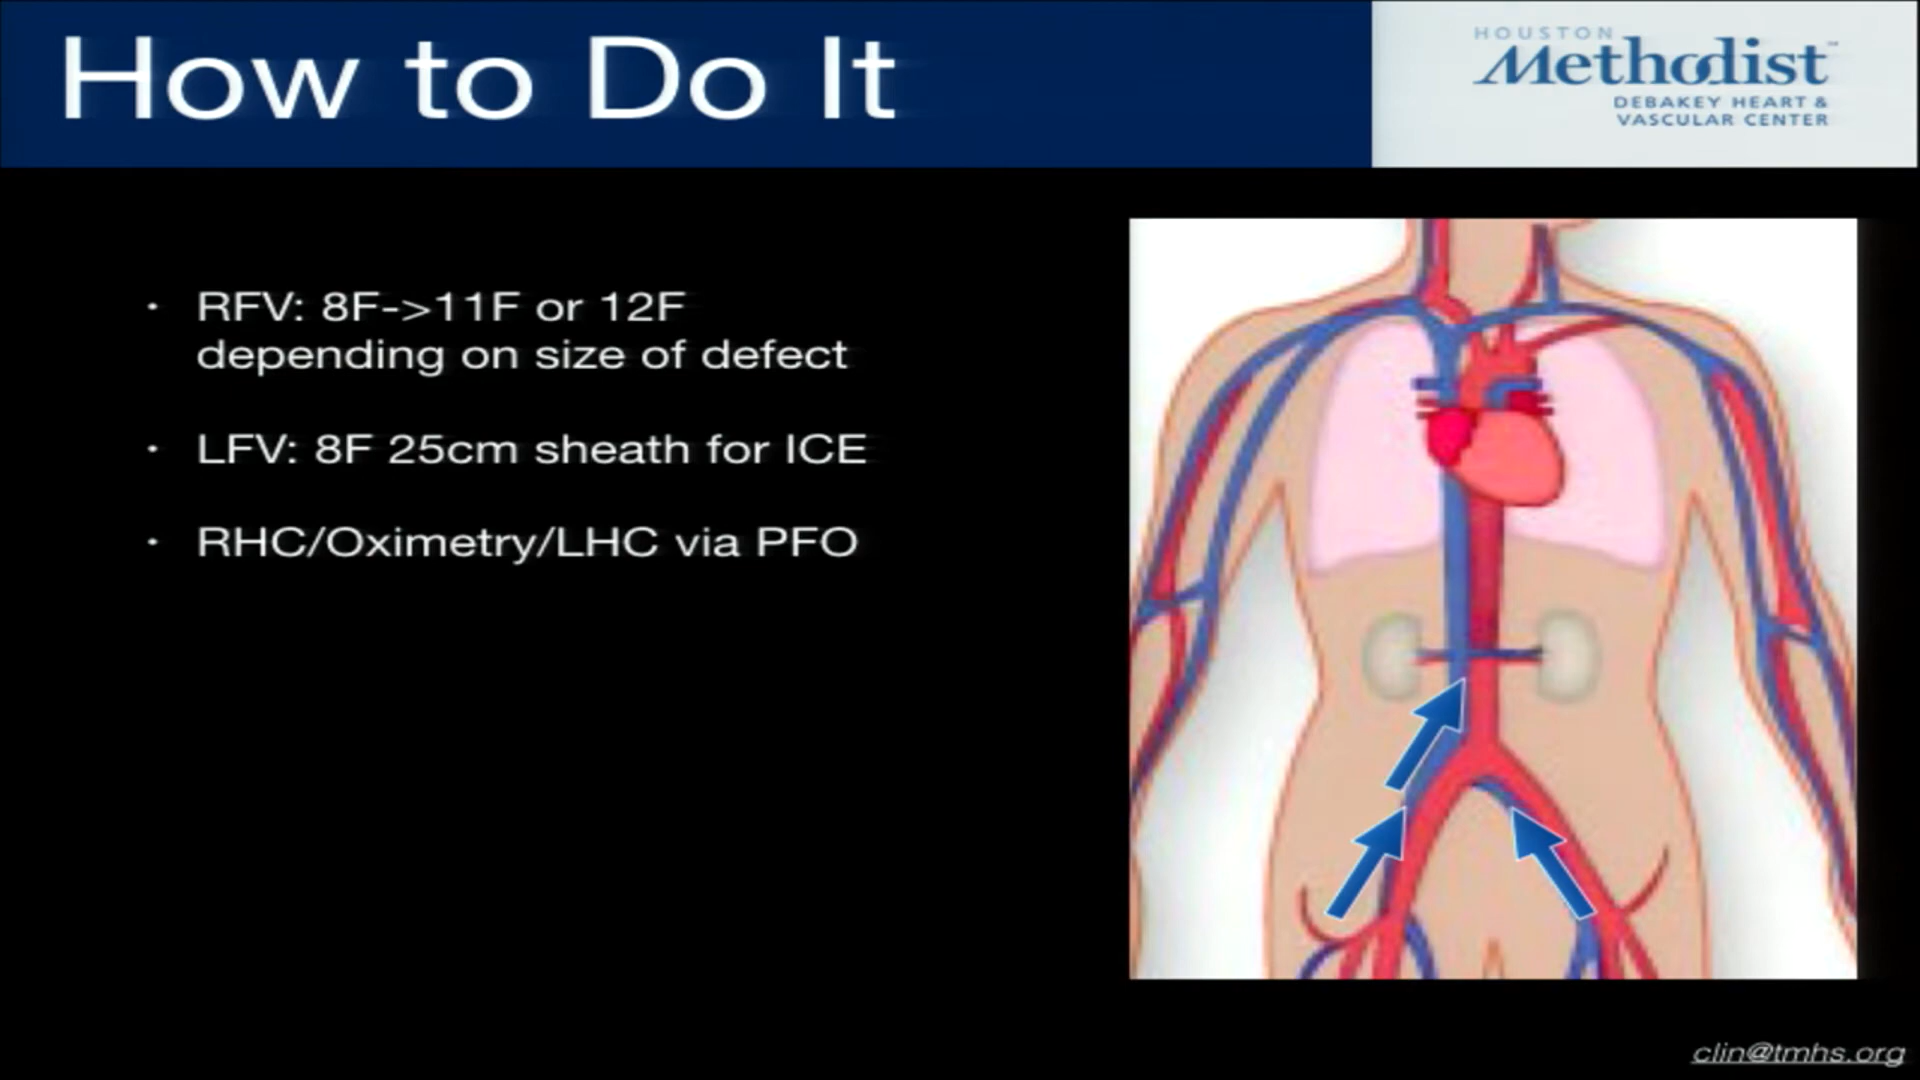 How to Do It
HOUSTON
Methodist™
DEBAKEY HEART &
VASCULAR CENTER
• RFV: 8F->11F or 12F
depending on size of defect
• LFV: 8F 25cm sheath for ICE
• RHC/Oximetry/LHC via PFO
clin@tmhs.org